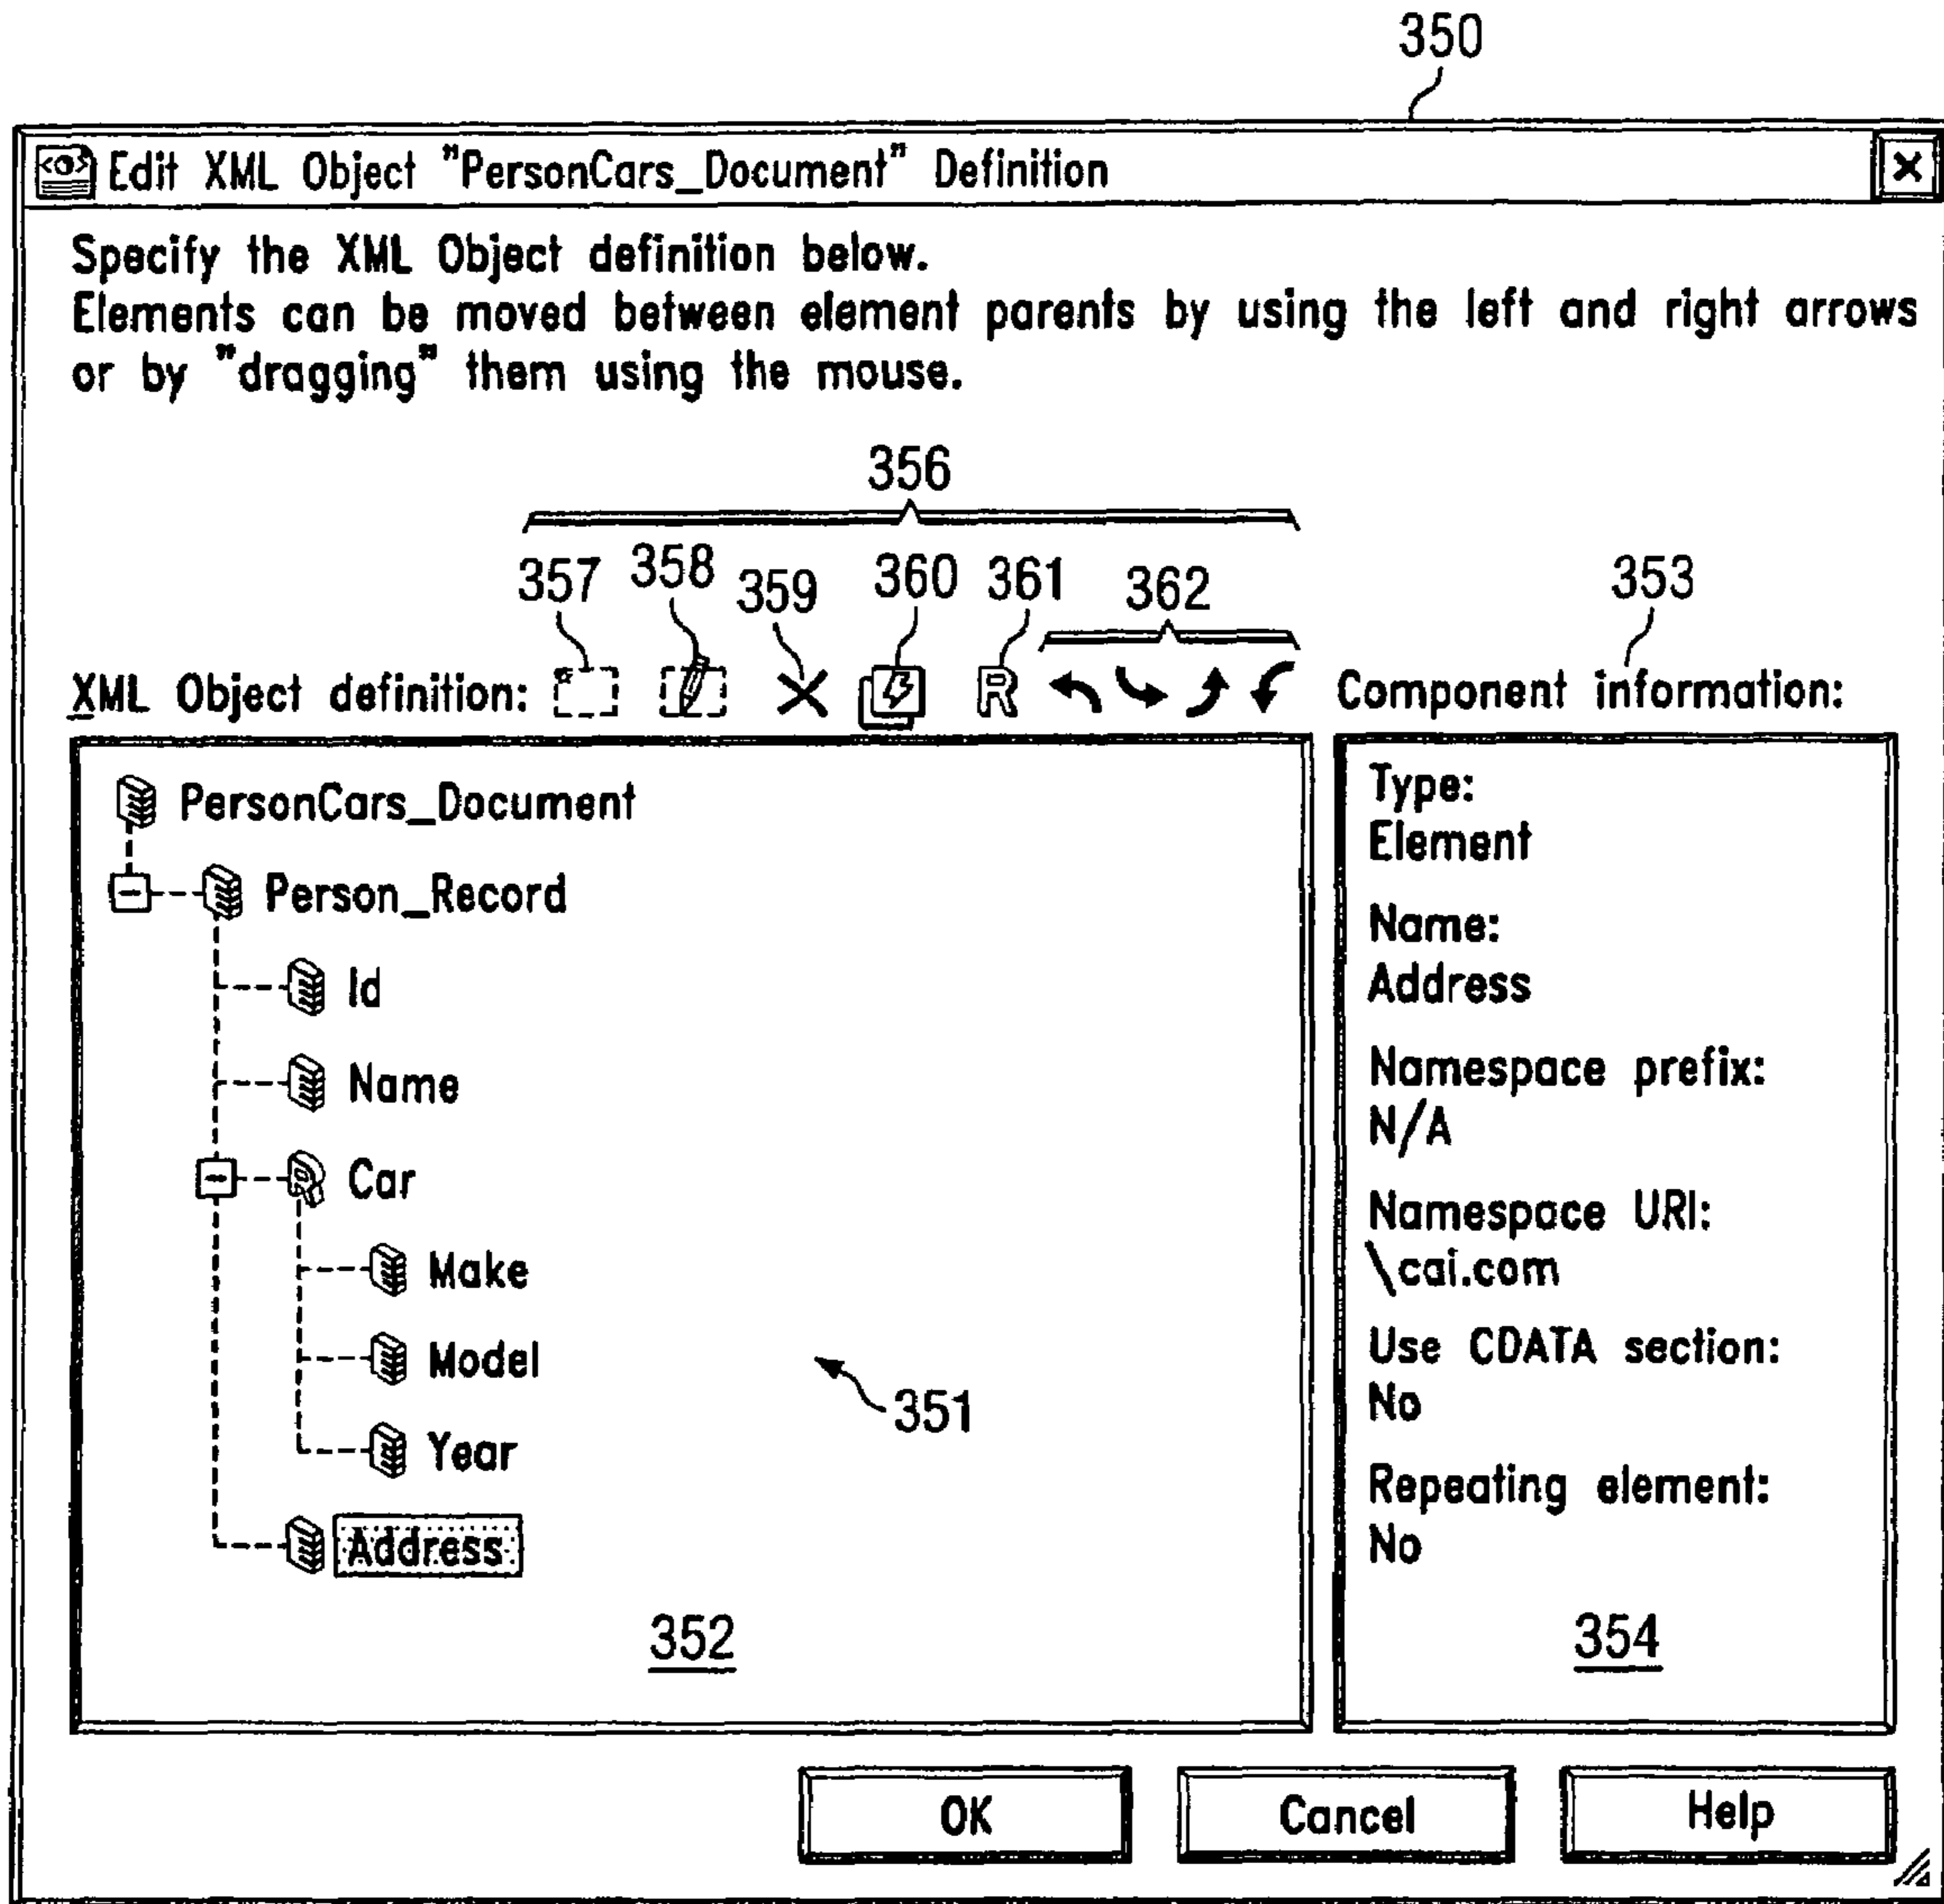 350
Edit XML Object "PersonCars_Document" Definition
Specify the XML Object definition below.
Elements can be moved between element parents by using the left and right arrows
or by "dragging" them using the mouse.
356
357 358 359 360 361 362 353
XML Object definition: R Component information:
PersonCars_Document
Person_Record
Id
Name
Car
Make
Model
Year
Address
351
352
Type:
Element
Name:
Address
Namespace prefix:
N/A
Namespace URI:
\cai.com
Use CDATA section:
No
Repeating element:
No
354
OK Cancel Help